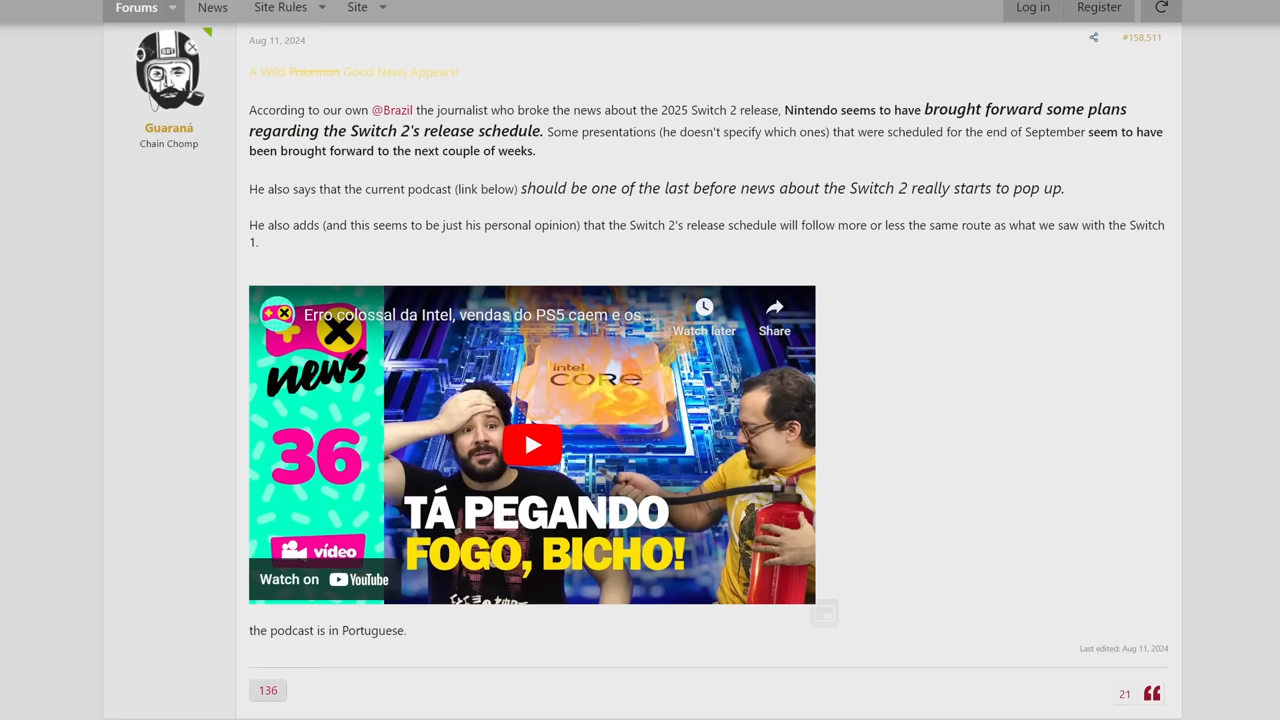 Forums
News
Site Rules
Site
Log in
Register
Aug 11, 2024
#158,511
A Wild Pokemon Good News Appears!
Guaraná
Chain Chomp
According to our own @Brazil the journalist who broke the news about the 2025 Switch 2 release, Nintendo seems to have brought forward some plans
regarding the Switch 2's release schedule. Some presentations (he doesn't specify which ones) that were scheduled for the end of September seem to have
been brought forward to the next couple of weeks.
He also says that the current podcast (link below) should be one of the last before news about the Switch 2 really starts to pop up.
He also adds (and this seems to be just his personal opinion) that the Switch 2's release schedule will follow more or less the same route as what we saw with the Switch
1.
Erro colossal da Intel, vendas do PS5 caem e os ...
Watch later
Share
news
36
vídeo
intel
CORE
TÁ PEGANDO
FOGO, BICHO!
Watch on YouTube
the podcast is in Portuguese.
Last edited: Aug 11, 2024
136
21